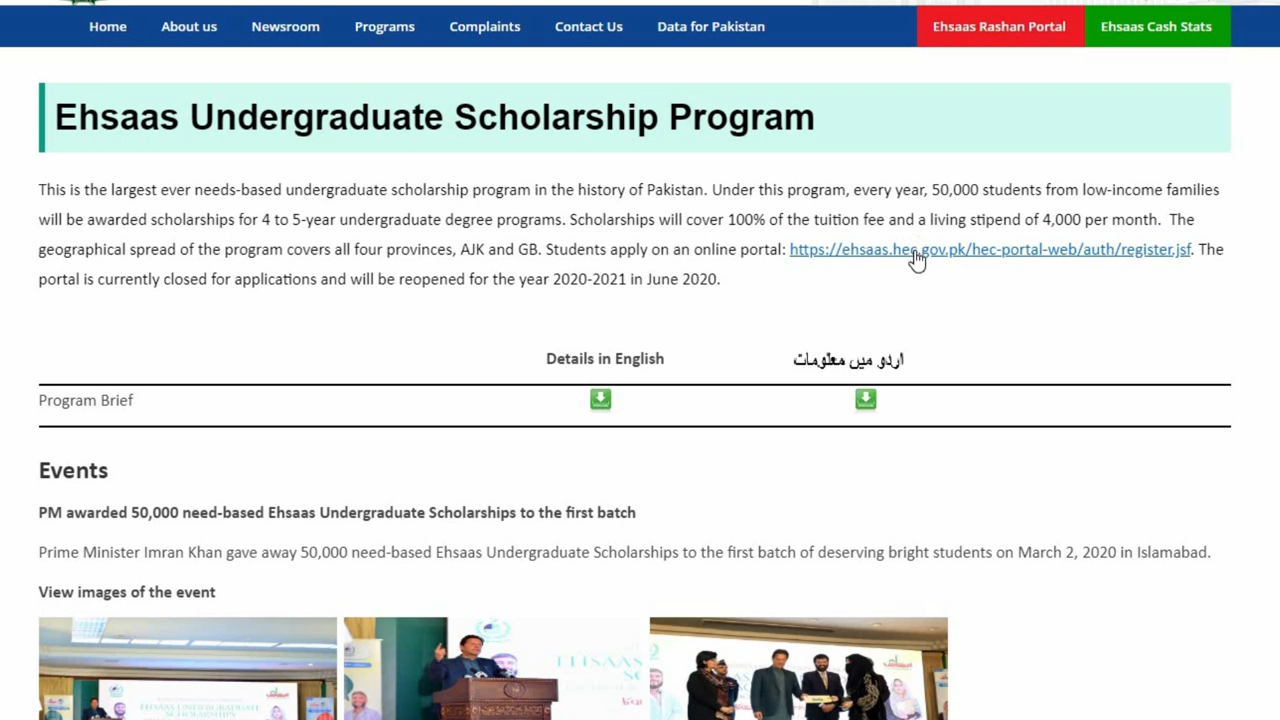 Home About us Newsroom Programs Complaints Contact Us Data for Pakistan Ehsaas Rashan Portal Ehsaas Cash Stats
Ehsaas Undergraduate Scholarship Program
This is the largest ever needs-based undergraduate scholarship program in the history of Pakistan. Under this program, every year, 50,000 students from low-income families
will be awarded scholarships for 4 to 5-year undergraduate degree programs. Scholarships will cover 100% of the tuition fee and a living stipend of 4,000 per month. The
geographical spread of the program covers all four provinces, AJK and GB. Students apply on an online portal: https://ehsaas.hec.gov.pk/hec-portal-web/auth/register.jsf. The
portal is currently closed for applications and will be reopened for the year 2020-2021 in June 2020.
Details in English اردو میں معلومات
Program Brief
Events
PM awarded 50,000 need-based Ehsaas Undergraduate Scholarships to the first batch
Prime Minister Imran Khan gave away 50,000 need-based Ehsaas Undergraduate Scholarships to the first batch of deserving bright students on March 2, 2020 in Islamabad.
View images of the event
EHSAAS UNDERGRADUATE
SCHOLARSHIPS
EHSAAS